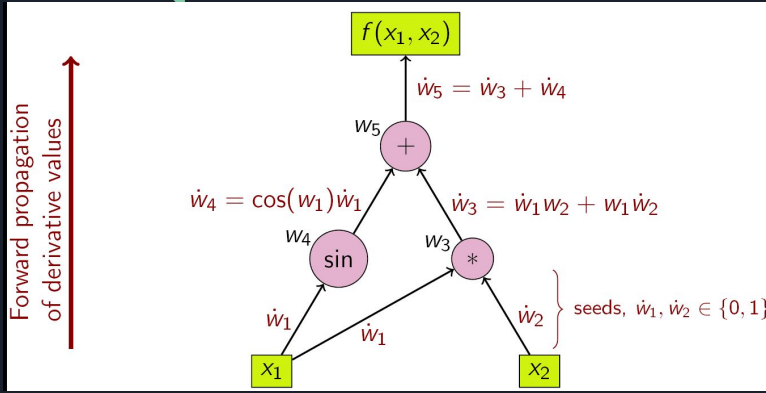 f(x₁, x₂)
ẇ₅ = ẇ₃ + ẇ₄
w₅
+
ẇ₄ = cos(w₁)ẇ₁
ẇ₃ = ẇ₁w₂ + w₁ẇ₂
w₄
sin
w₃
*
ẇ₁
ẇ₁
ẇ₂
seeds, ẇ₁, ẇ₂ ∈ {0, 1}
x₁
x₂
Forward propagation
of derivative values